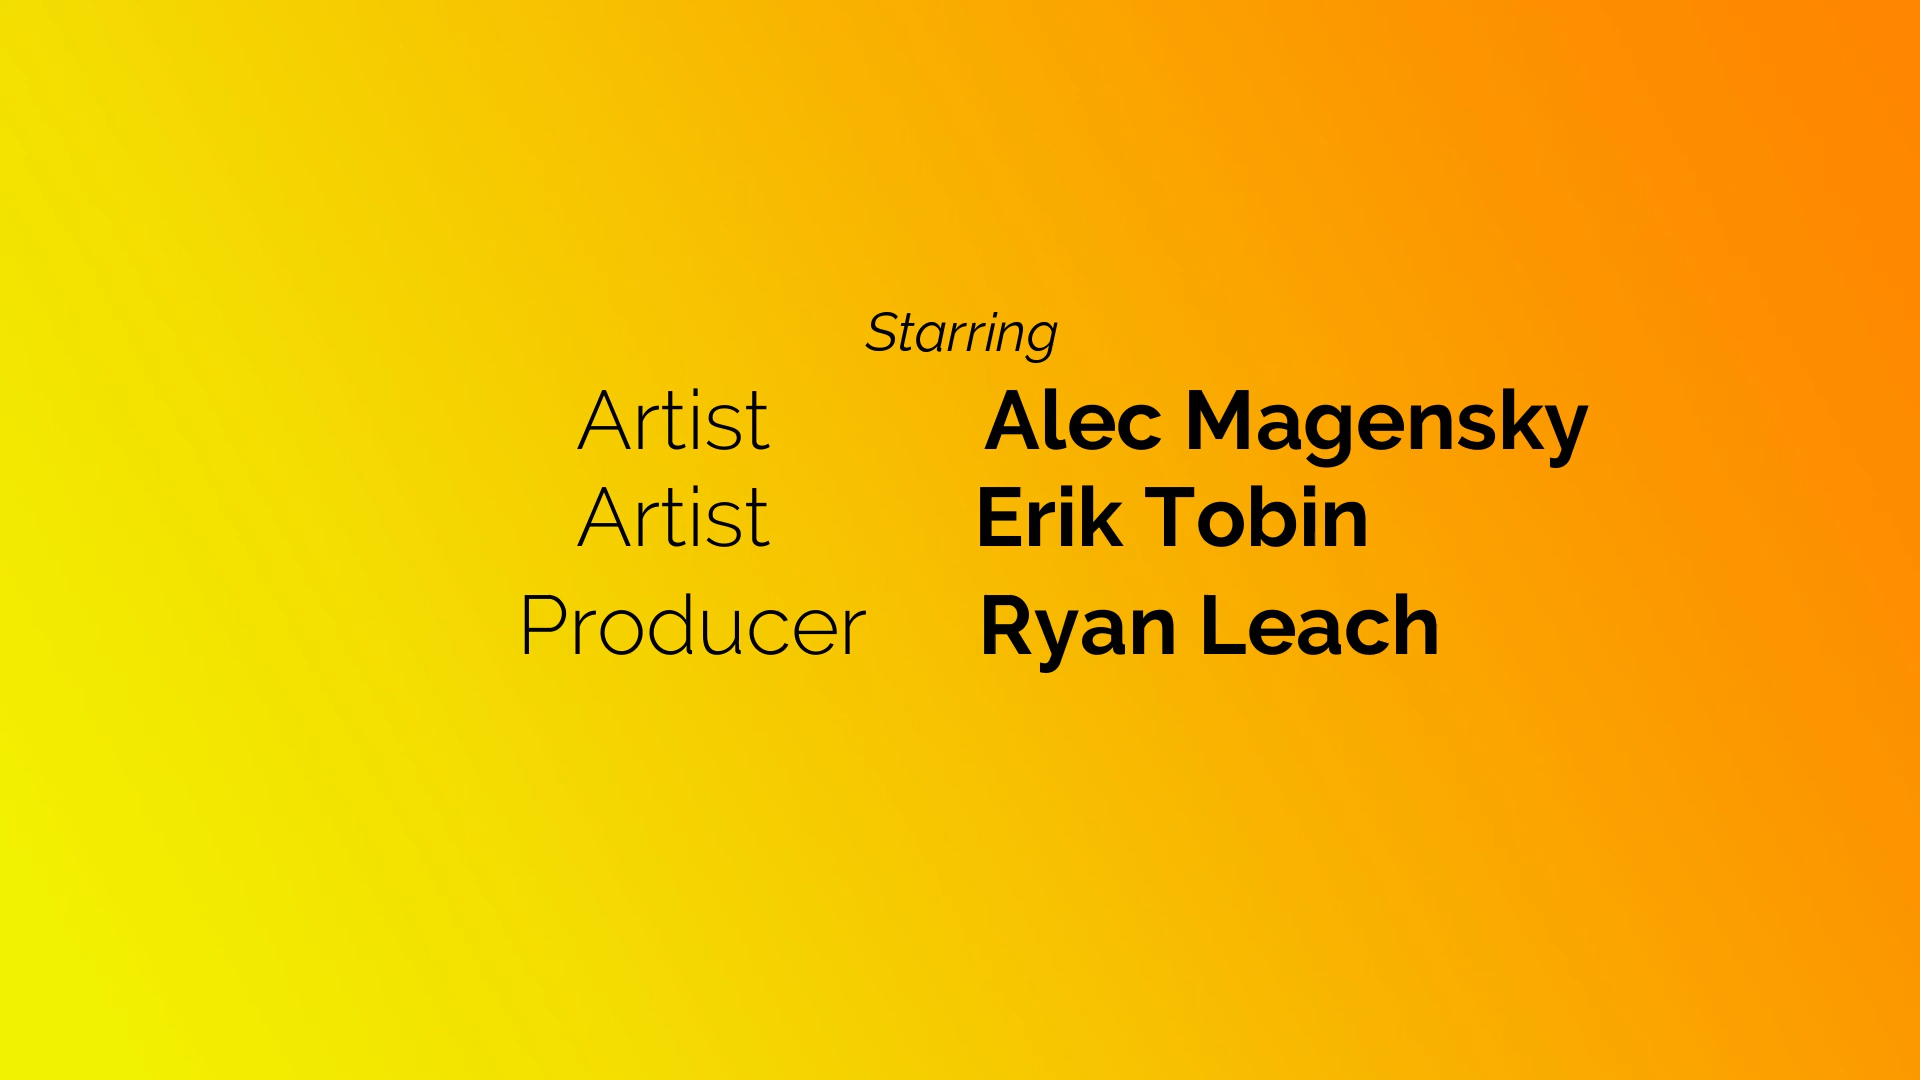 Starring
Artist Alec Magensky
Artist Erik Tobin
Producer Ryan Leach